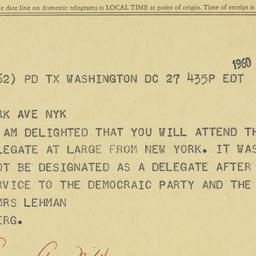 e date line on domestic telegrams is LOCAL TIME at point of origin. Time of receipt is
1960
52) PD TX WASHINGTON DC 27 435P EDT
RK AVE NYK
AM DELIGHTED THAT YOU WILL ATTEND TH
LEGATE AT LARGE FROM NEW YORK. IT WAS
OT BE DESIGNATED AS A DELEGATE AFTER
RVICE TO THE DEMOCRAIC PARTY AND THE
MRS LEHMAN
ERG.